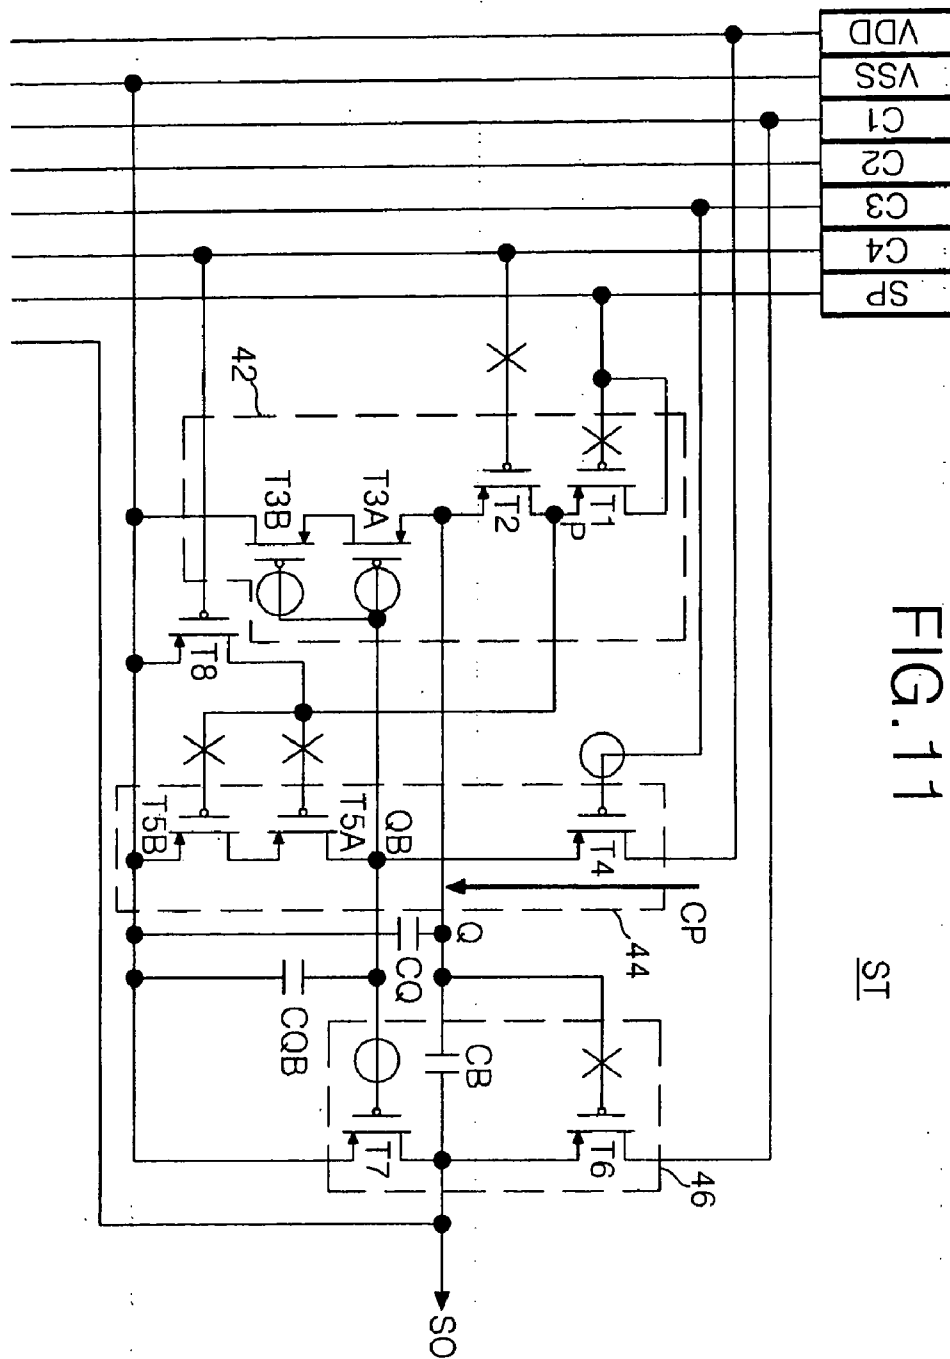 FIG.11
ST
VDD
VSS
C1
C2
C3
C4
SP
42
T1
P
T2
T3A
T3B
T8
T4
QB
T5A
T5B
CP
44
Q
CQ
CQB
CB
T6
T7
46
SO